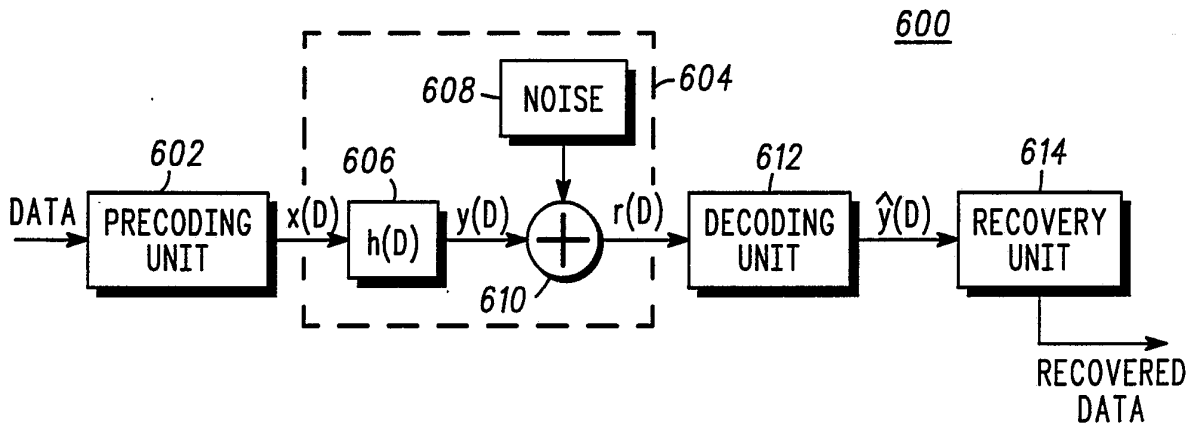 600
608
NOISE
604
602
606
612
614
DATA
PRECODING
UNIT
x(D)
h(D)
y(D)
r(D)
DECODING
UNIT
ŷ(D)
RECOVERY
UNIT
610
RECOVERED
DATA